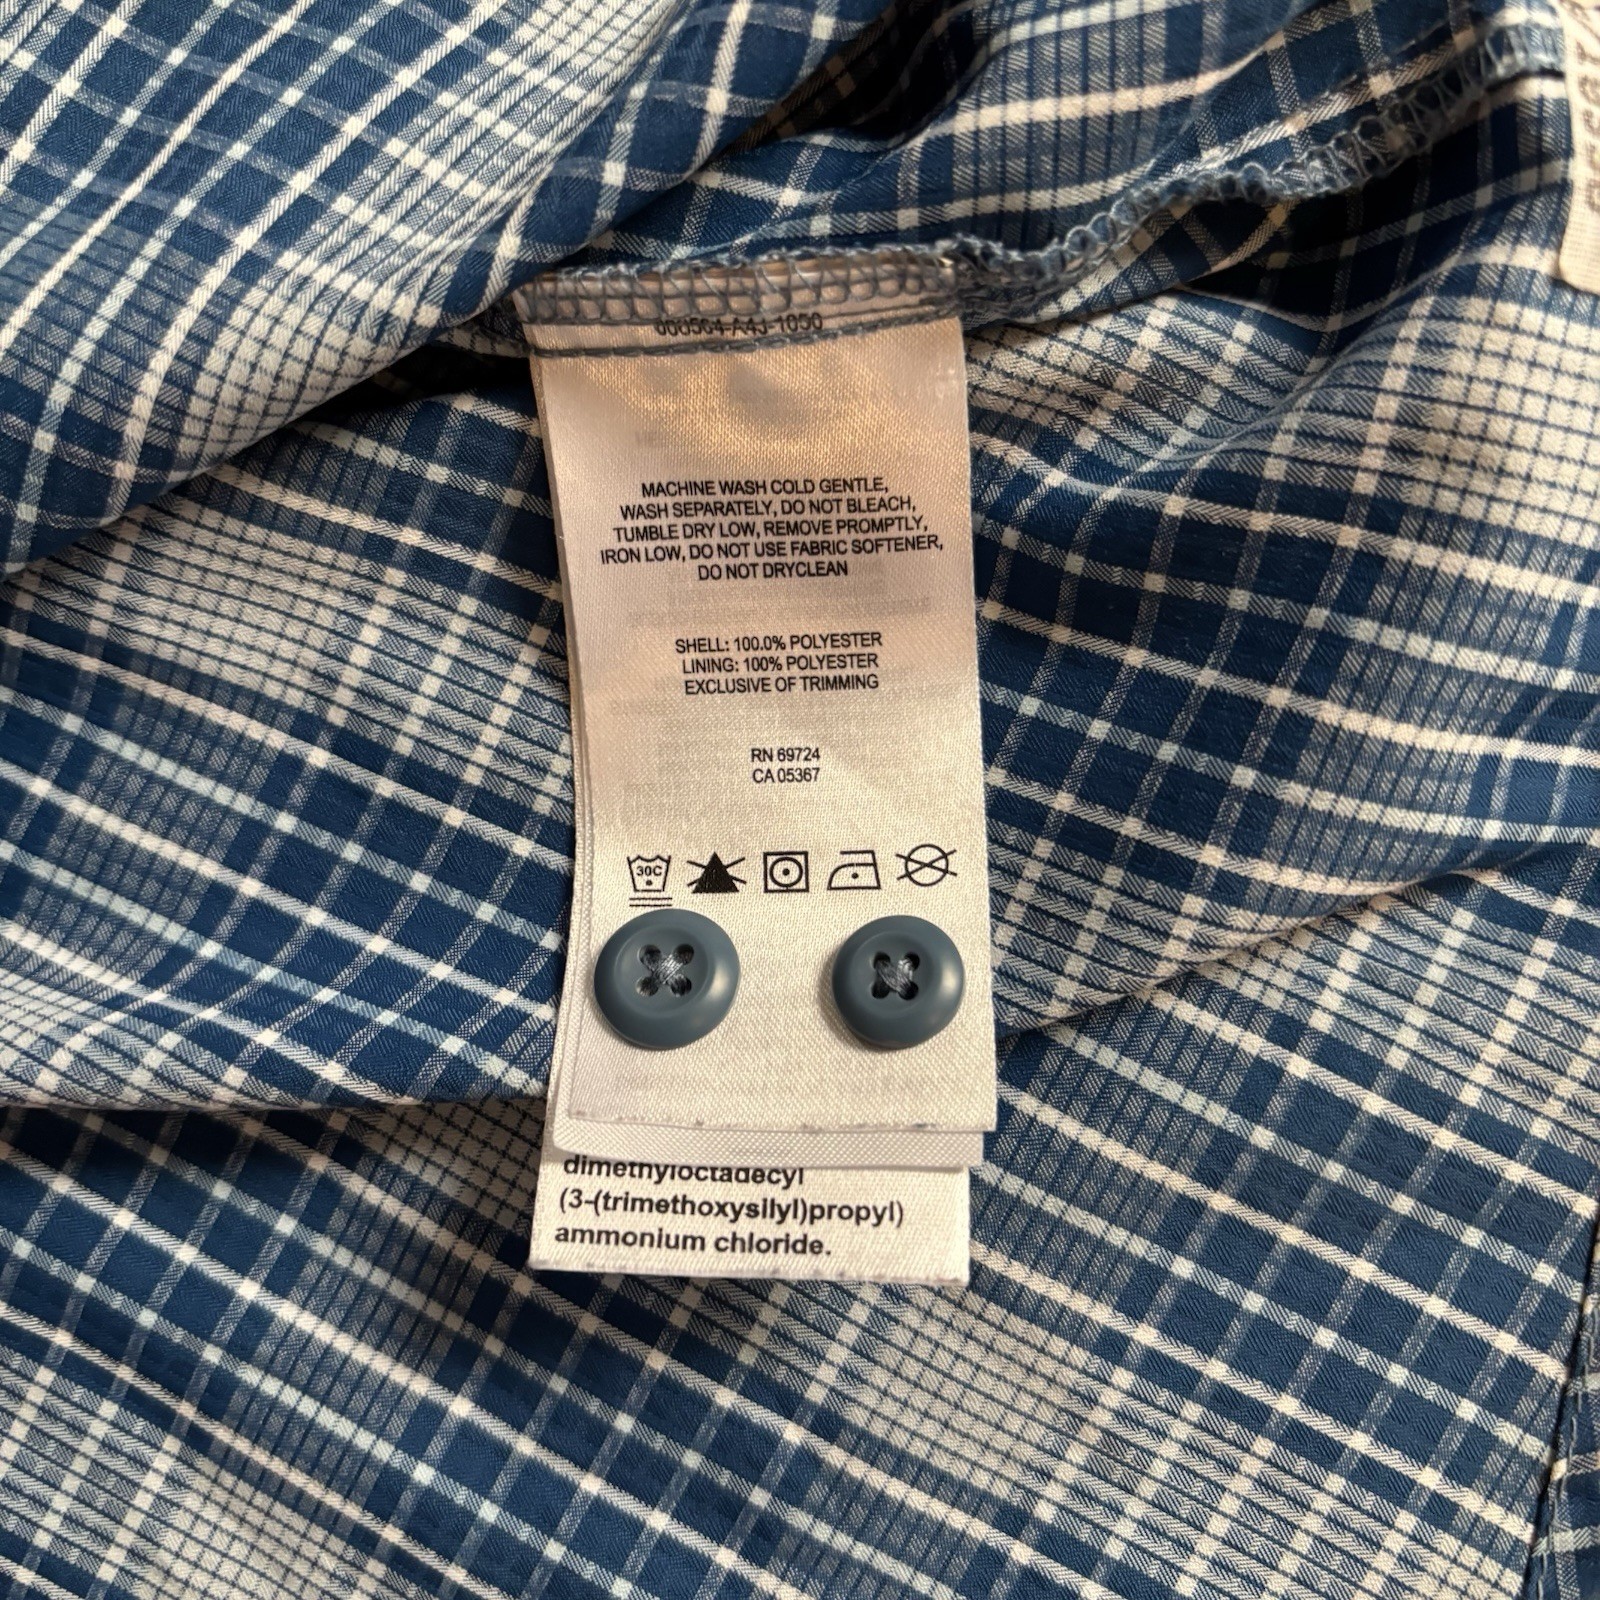 MACHINE WASH COLD GENTLE,
WASH SEPARATELY, DO NOT BLEACH,
TUMBLE DRY LOW, REMOVE PROMPTLY,
IRON LOW, DO NOT USE FABRIC SOFTENER,
DO NOT DRYCLEAN
SHELL: 100.0% POLYESTER
LINING: 100% POLYESTER
EXCLUSIVE OF TRIMMING
RN 69724
CA 05367
30C
dimethyloctadecyl
(3-(trimethoxysilyl)propyl)
ammonium chloride.